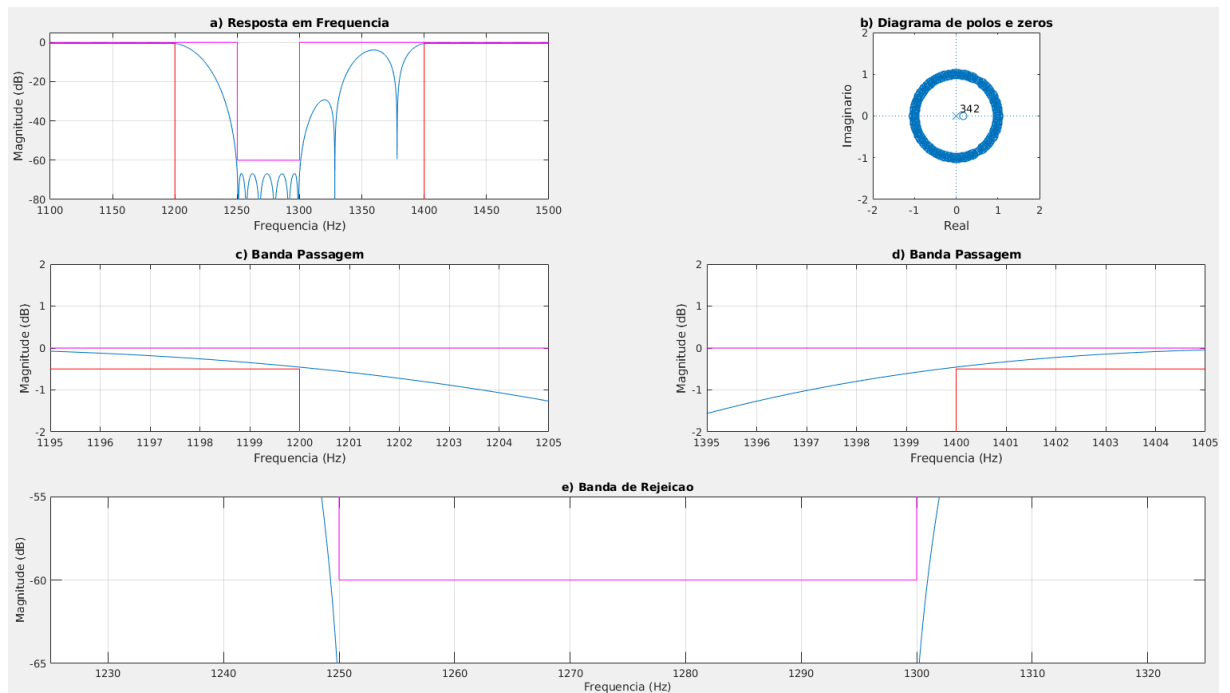 a) Resposta em Frequencia
Magnitude (dB)
0
-20
-40
-60
-80
1100 1150 1200 1250 1300 1350 1400 1450 1500
Frequencia (Hz)
b) Diagrama de polos e zeros
Imaginario
2
1
0
-1
-2
342
-2 -1 0 1 2
Real
c) Banda Passagem
Magnitude (dB)
2
1
0
-1
-2
1195 1196 1197 1198 1199 1200 1201 1202 1203 1204 1205
Frequencia (Hz)
d) Banda Passagem
Magnitude (dB)
2
1
0
-1
-2
1395 1396 1397 1398 1399 1400 1401 1402 1403 1404 1405
Frequencia (Hz)
e) Banda de Rejeicao
Magnitude (dB)
-55
-60
-65
1230 1240 1250 1260 1270 1280 1290 1300 1310 1320
Frequencia (Hz)